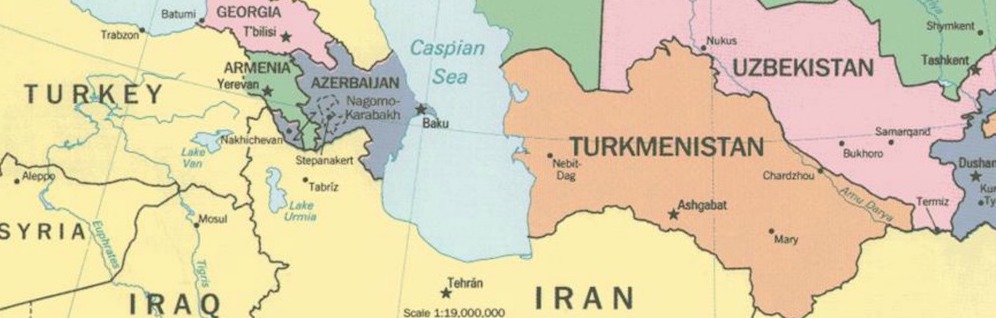 GEORGIA
Batumi
T'bilisi
Trabzon
Caspian
Sea
Shymkent
Nukus
Tashkent
UZBEKISTAN
ARMENIA
Yerevan
AZERBAIJAN
TURKEY
Nagorno-
Karabakh
Baku
Nakhichevan
Samarqand
Bukhoro
TURKMENISTAN
Lake
Van
Stepanakert
Nebit-
Dag
Chardzhou
Dushan
Aleppo
Tabrīz
Kur
Ty
Amu Darya
Termiz
Lake
Urmia
Ashgabat
Mosul
SYRIA
Euphrates
Mary
Tigris
Tehrān
IRAQ
IRAN
Scale 1:19,000,000